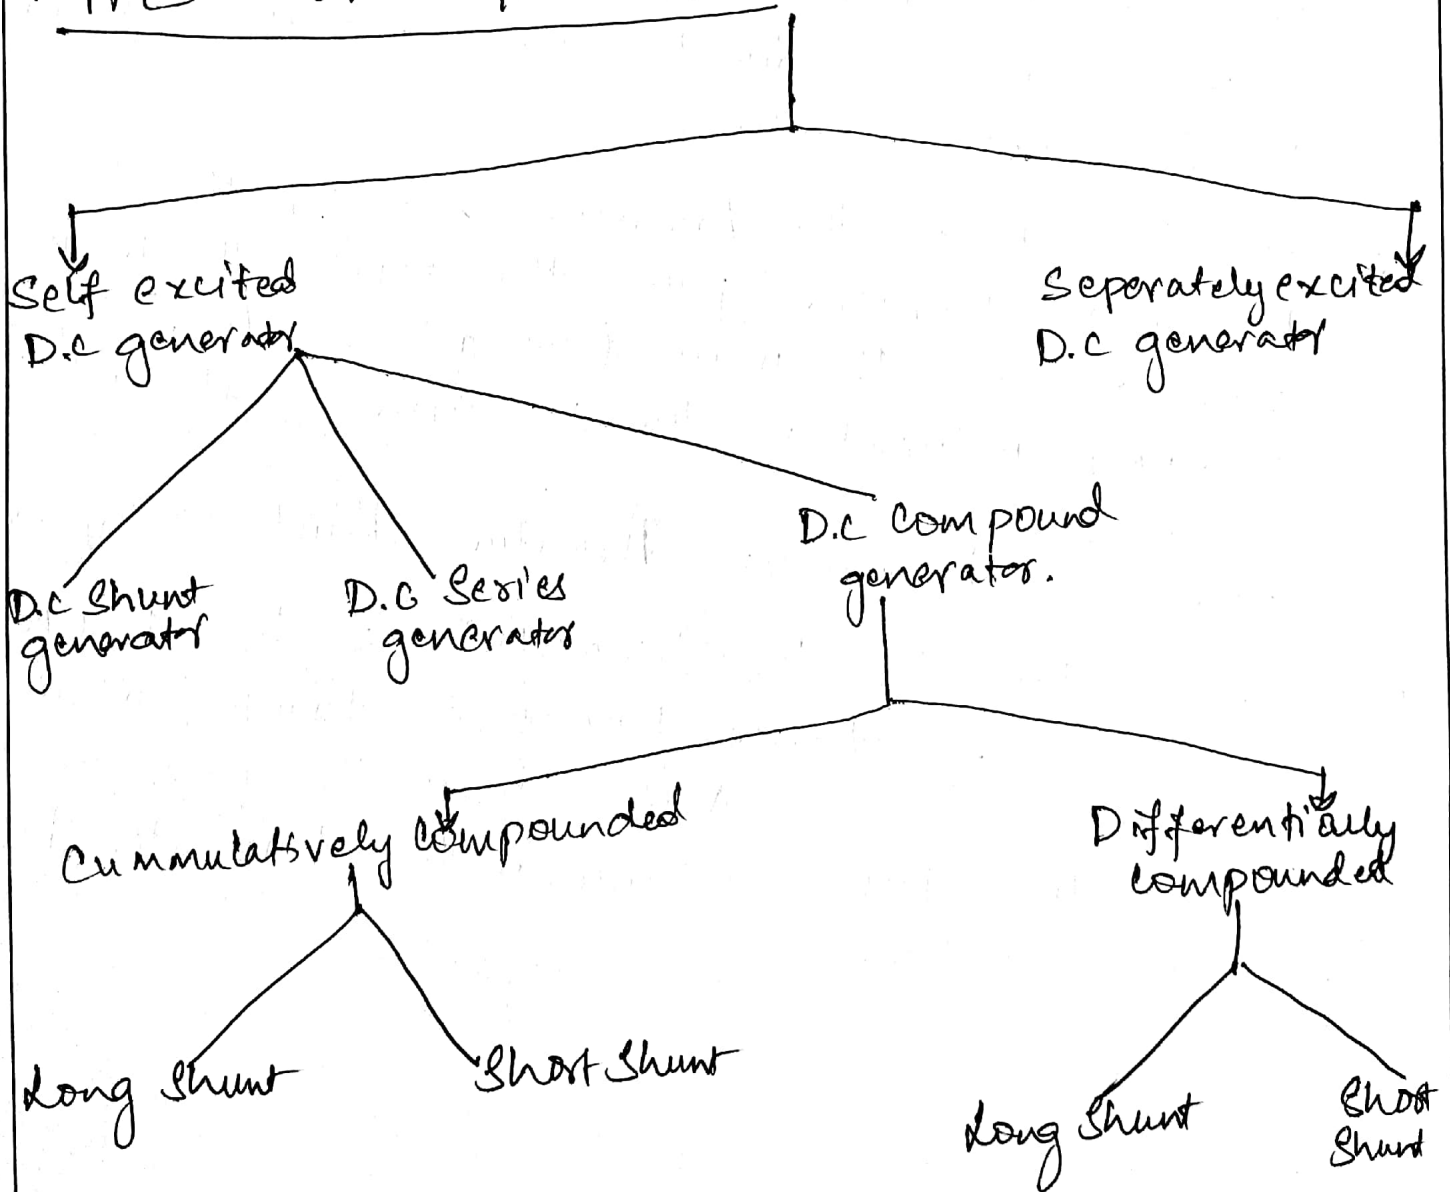 Self excited
D.C generator
Seperately excited
D.C generator
D.C Shunt
generator
D.C Series
generator
D.C Compound
generator.
Cummulatively Compounded
Differentially
compounded
Long Shunt
Short Shunt
Long Shunt
Short
Shunt